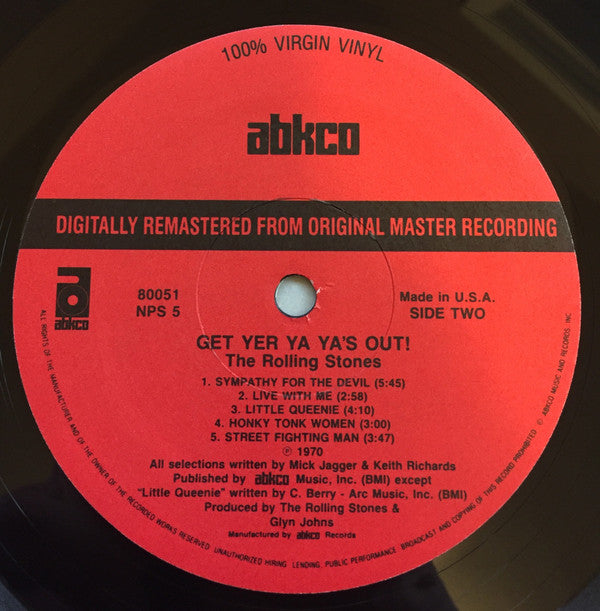 100% VIRGIN VINYL
abkco
DIGITALLY REMASTERED FROM ORIGINAL MASTER RECORDING
abkco
80051
NPS 5
Made in U.S.A.
SIDE TWO
GET YER YA YA'S OUT!
The Rolling Stones
1. SYMPATHY FOR THE DEVIL (5:45)
2. LIVE WITH ME (2:58)
3. LITTLE QUEENIE (4:10)
4. HONKY TONK WOMEN (3:00)
5. STREET FIGHTING MAN (3:47)
℗ 1970
All selections written by Mick Jagger & Keith Richards
Published by abkco Music, Inc. (BMI) except
"Little Queenie" written by C. Berry - Arc Music, Inc. (BMI)
Produced by The Rolling Stones &
Glyn Johns
Manufactured by abkco Records
ALL RIGHTS OF THE MANUFACTURER AND OF THE OWNER OF THE RECORDED WORKS RESERVED. UNAUTHORIZED HIRING, LENDING, PUBLIC PERFORMANCE, BROADCAST AND COPYING OF THIS RECORD PROHIBITED © ABKCO MUSIC AND RECORDS, INC.